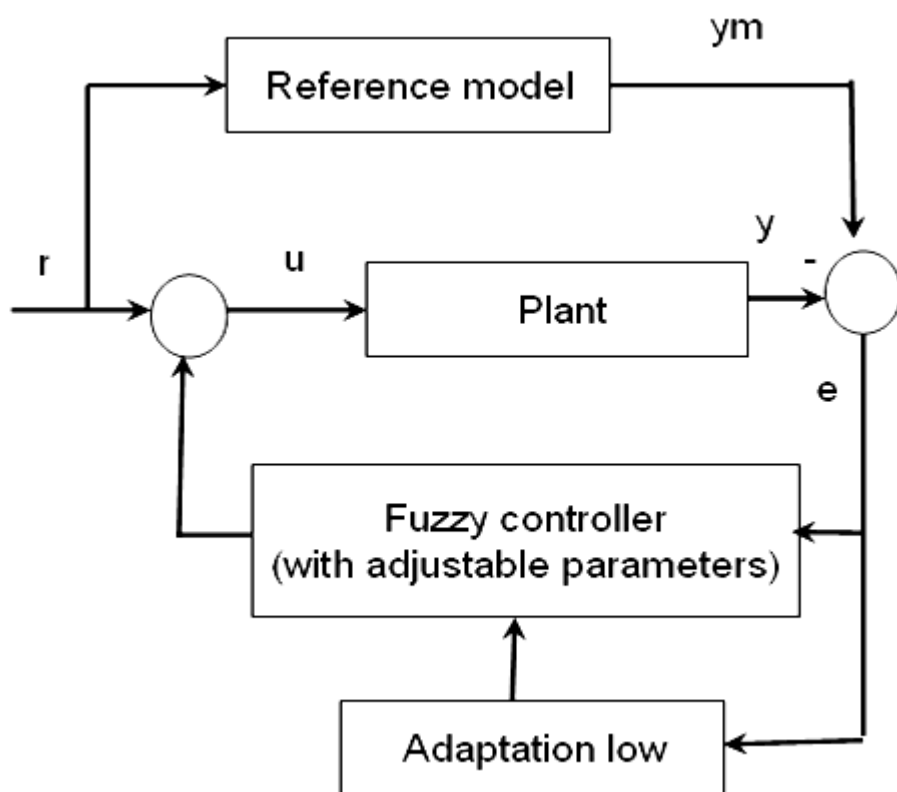 ym
Reference model
r
u
y
-
Plant
e
Fuzzy controller
(with adjustable parameters)
Adaptation low